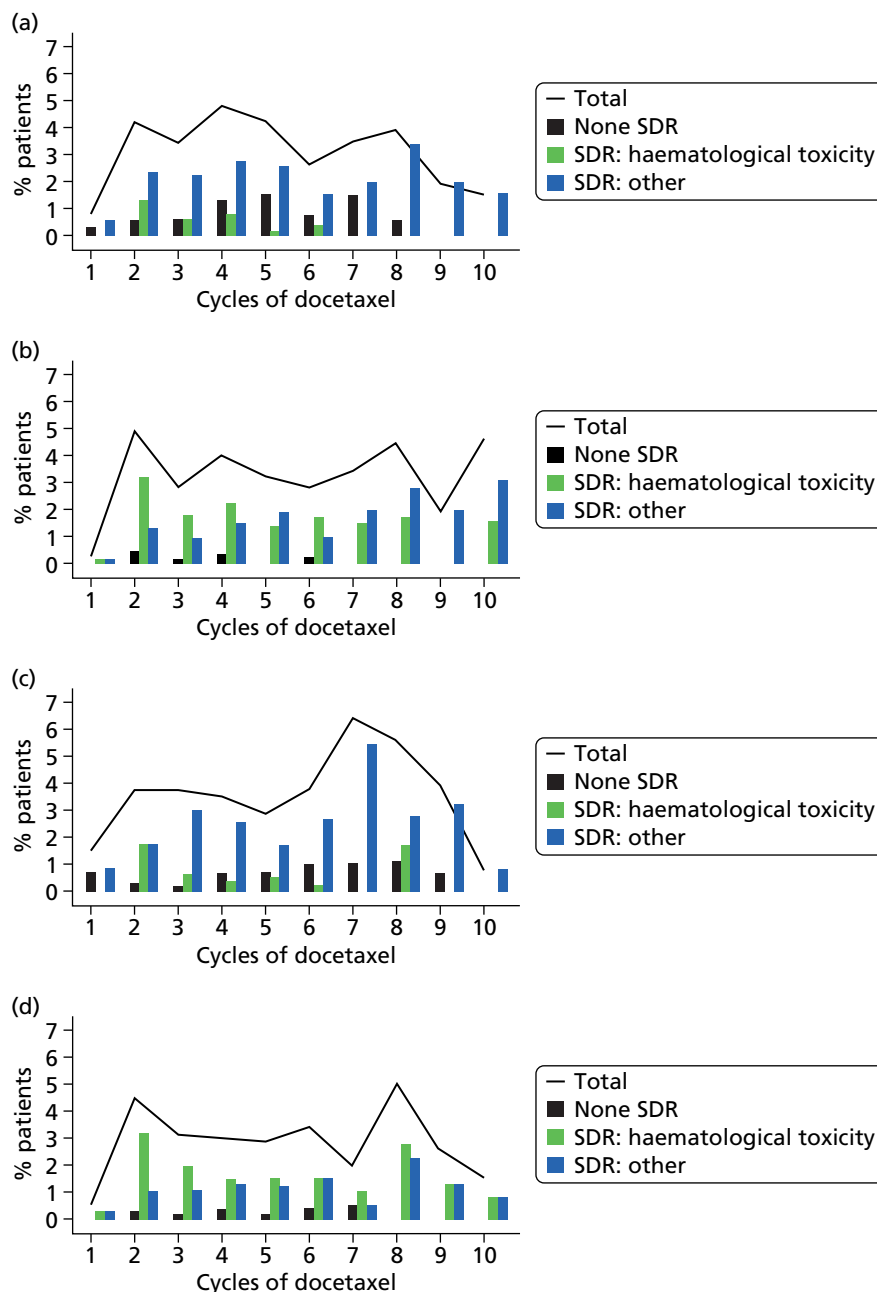 (a)
7
6
5
4
3
2
1
0
% patients
1 2 3 4 5 6 7 8 9 10
Cycles of docetaxel
Total
None SDR
SDR: haematological toxicity
SDR: other
(b)
7
6
5
4
3
2
1
0
% patients
1 2 3 4 5 6 7 8 9 10
Cycles of docetaxel
Total
None SDR
SDR: haematological toxicity
SDR: other
(c)
7
6
5
4
3
2
1
0
% patients
1 2 3 4 5 6 7 8 9 10
Cycles of docetaxel
Total
None SDR
SDR: haematological toxicity
SDR: other
(d)
7
6
5
4
3
2
1
0
% patients
1 2 3 4 5 6 7 8 9 10
Cycles of docetaxel
Total
None SDR
SDR: haematological toxicity
SDR: other